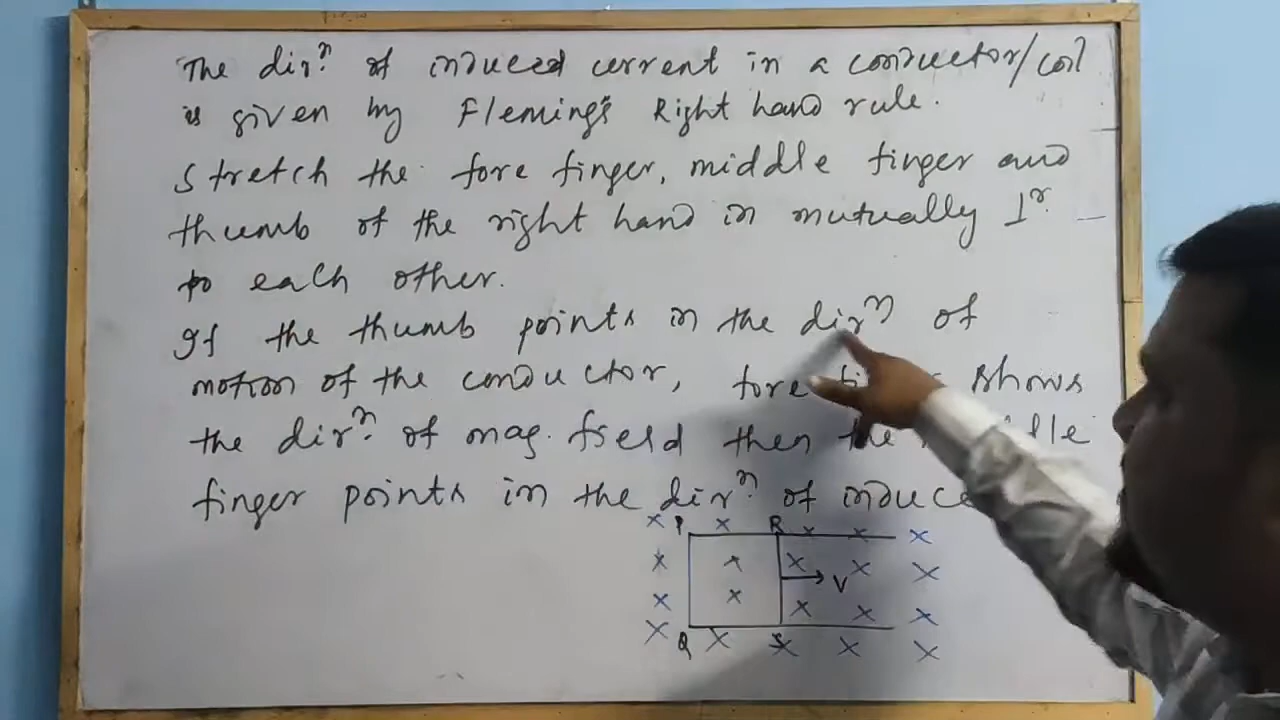 The dirⁿ. of induced current in a conductor/coil
is given by Fleming's Right hand rule.
Stretch the fore finger, middle finger and
thumb of the right hand in mutually ⊥ʳ.
to each other.
If the thumb points in the dirⁿ of
motion of the conductor, fore shows
the dirⁿ. of mag. field then the
finger points in the dirⁿ. of induce
P R
V
Q S